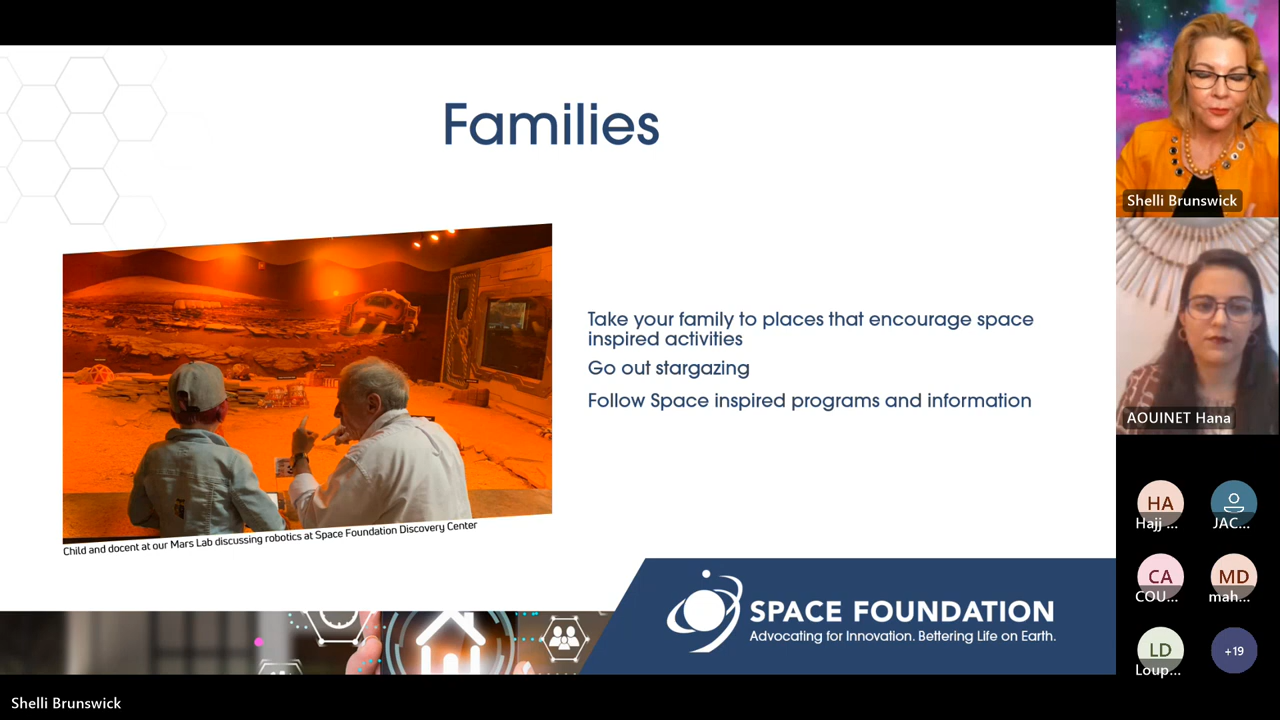 Families
Take your family to places that encourage space
inspired activities
Go out stargazing
Follow Space inspired programs and information
Child and docent at our Mars Lab discussing robotics at Space Foundation Discovery Center
SPACE FOUNDATION
Advocating for Innovation. Bettering Life on Earth.
Shelli Brunswick
AOUINET Hana
HA
Hajj ...
JAC...
CA
COU...
MD
mah...
LD
Loup...
+19
Shelli Brunswick